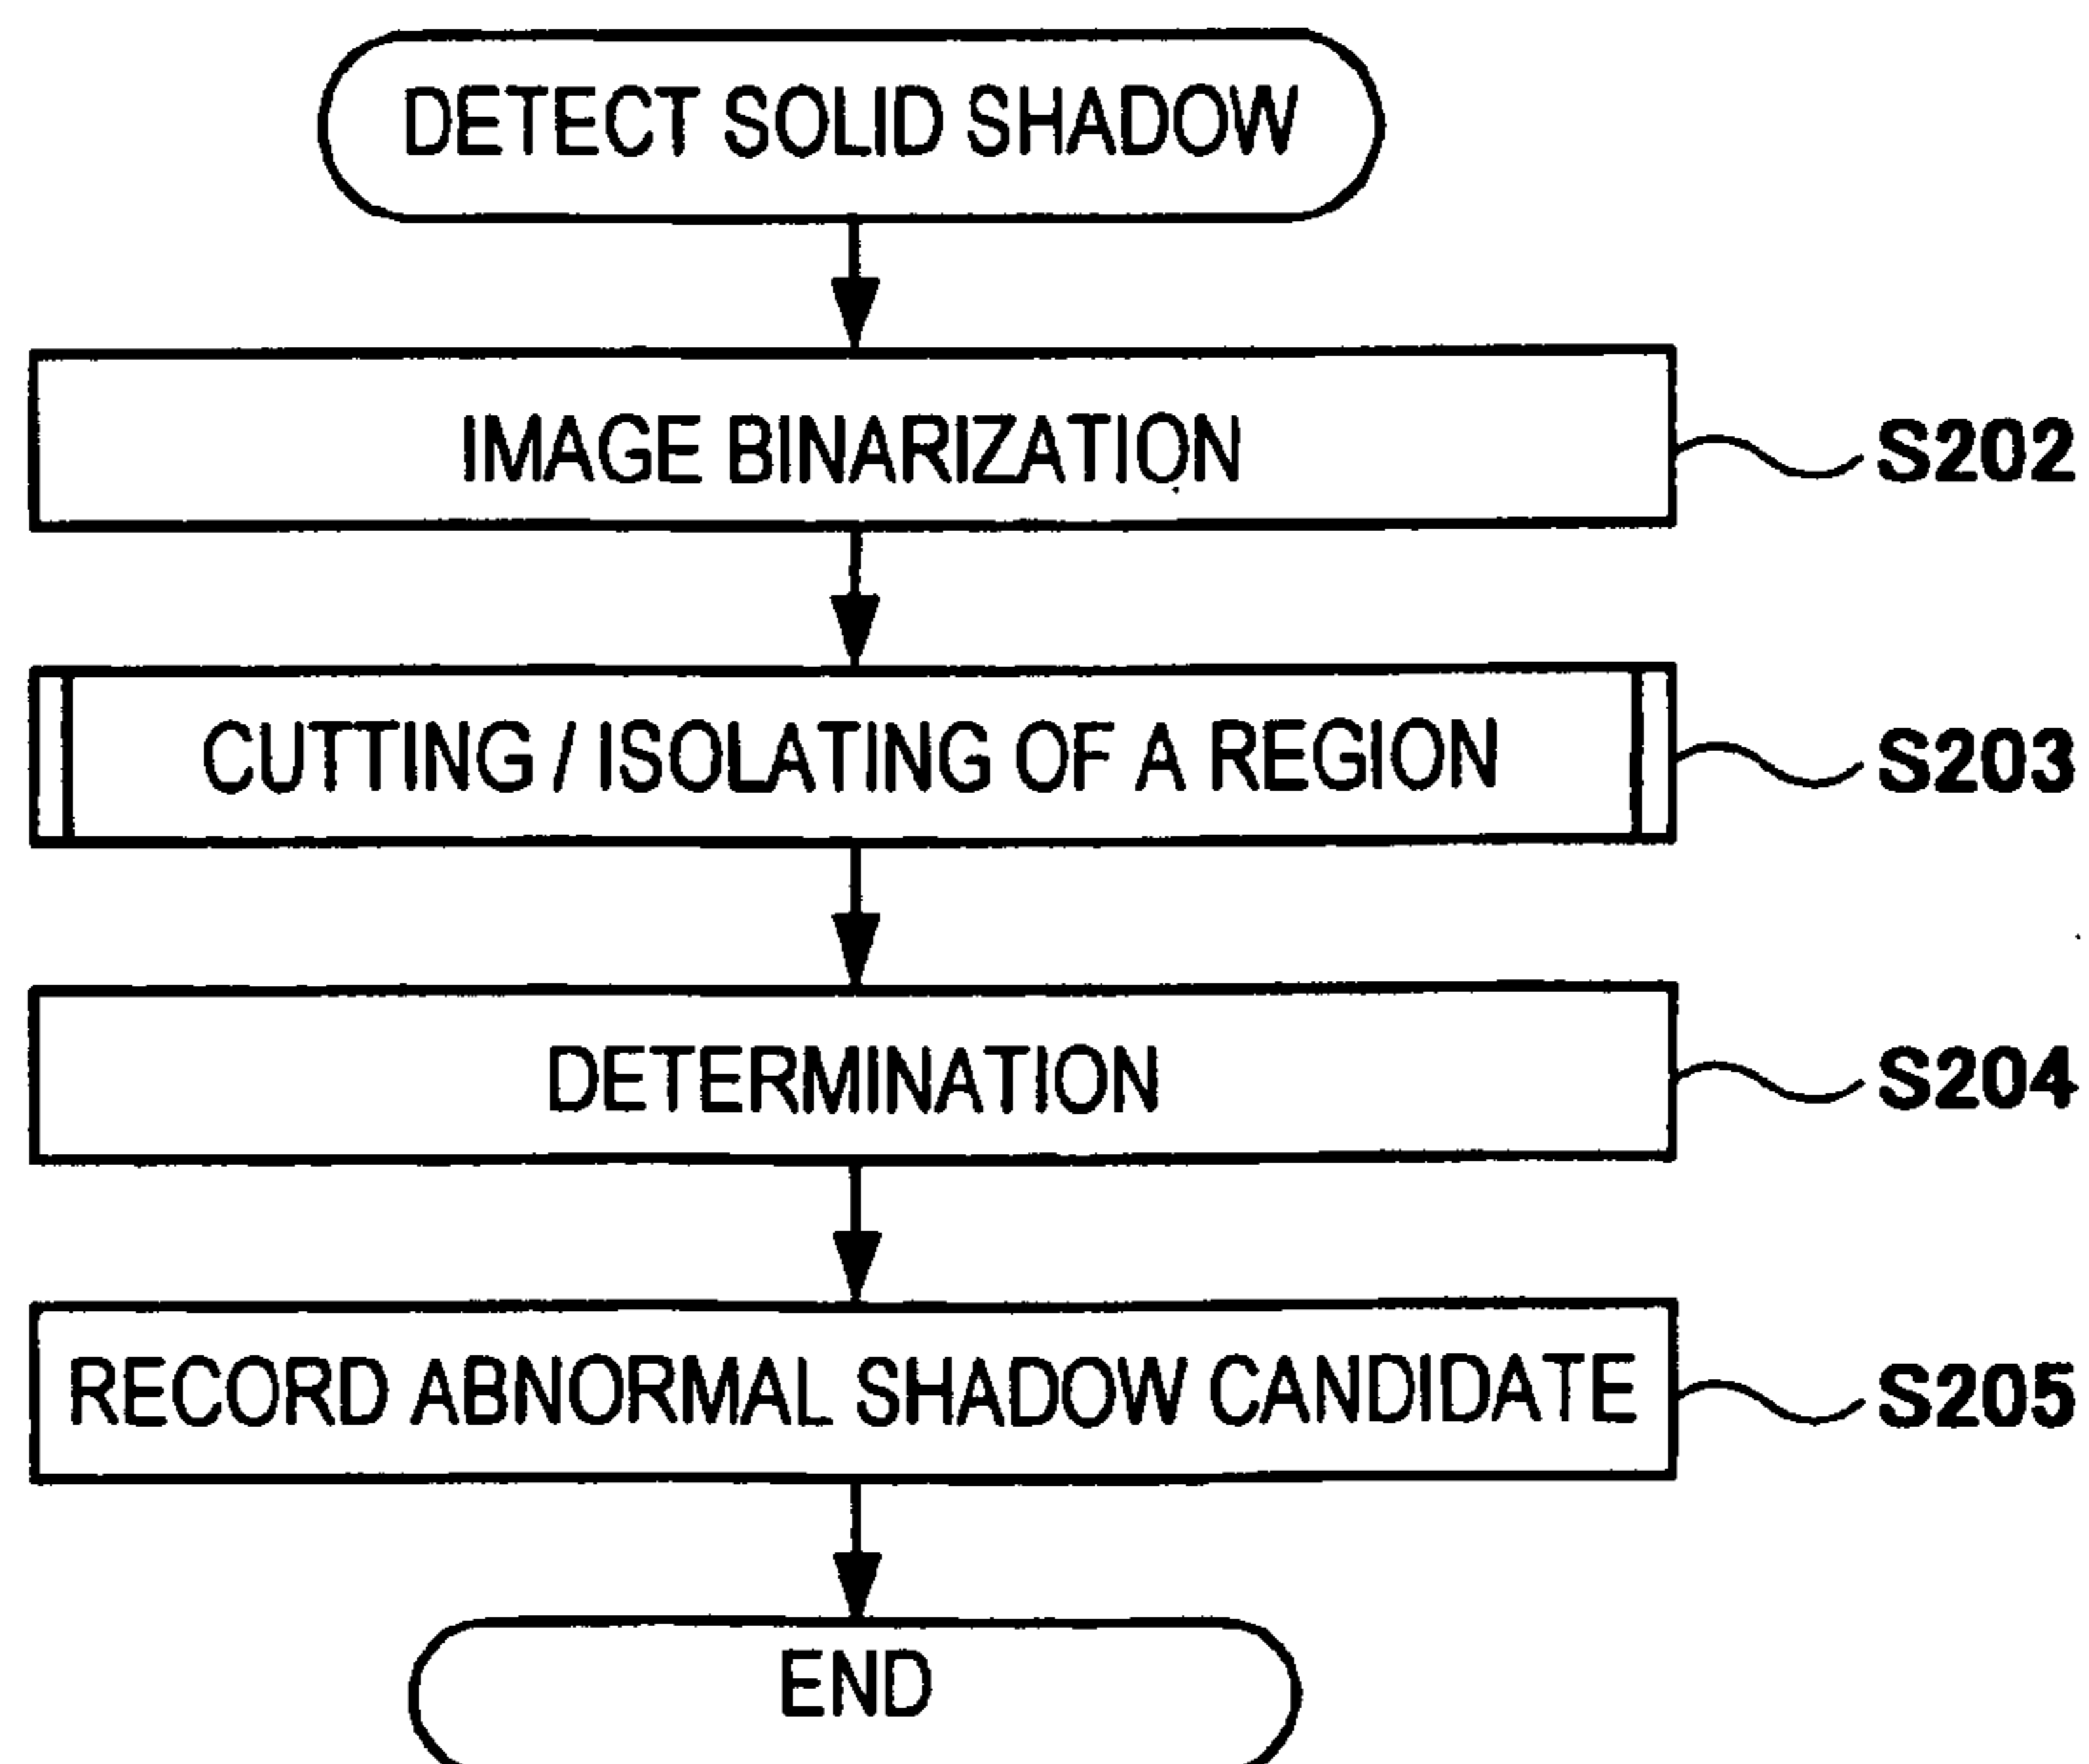 DETECT SOLID SHADOW
IMAGE BINARIZATION
S202
CUTTING / ISOLATING OF A REGION
S203
DETERMINATION
S204
RECORD ABNORMAL SHADOW CANDIDATE
S205
END